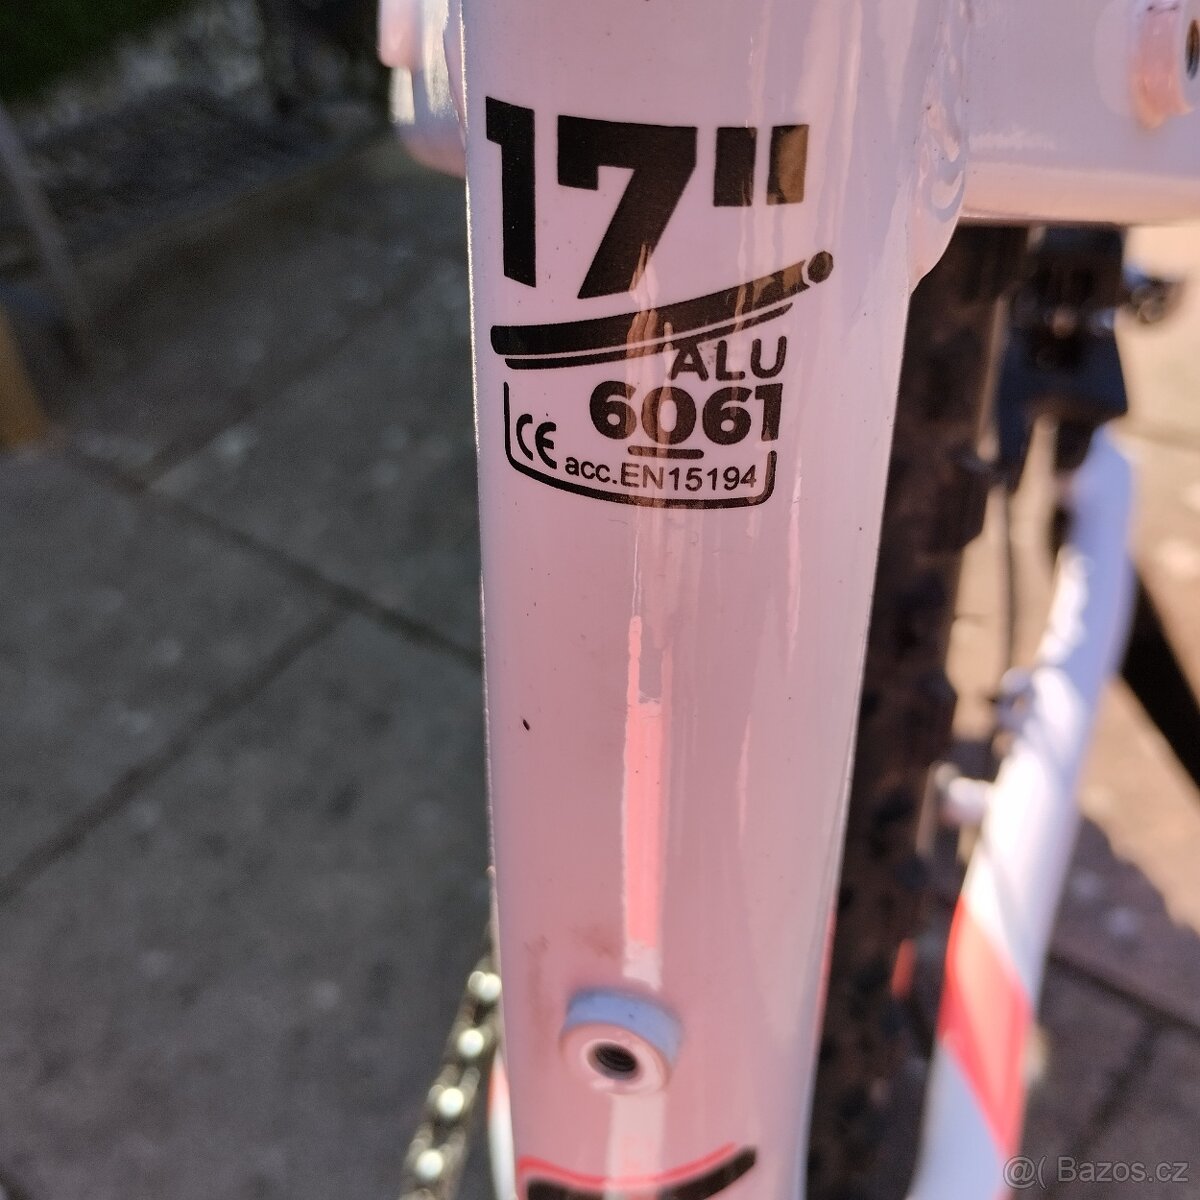 17"
ALU
6061
CE acc.EN15194
@( Bazos.cz